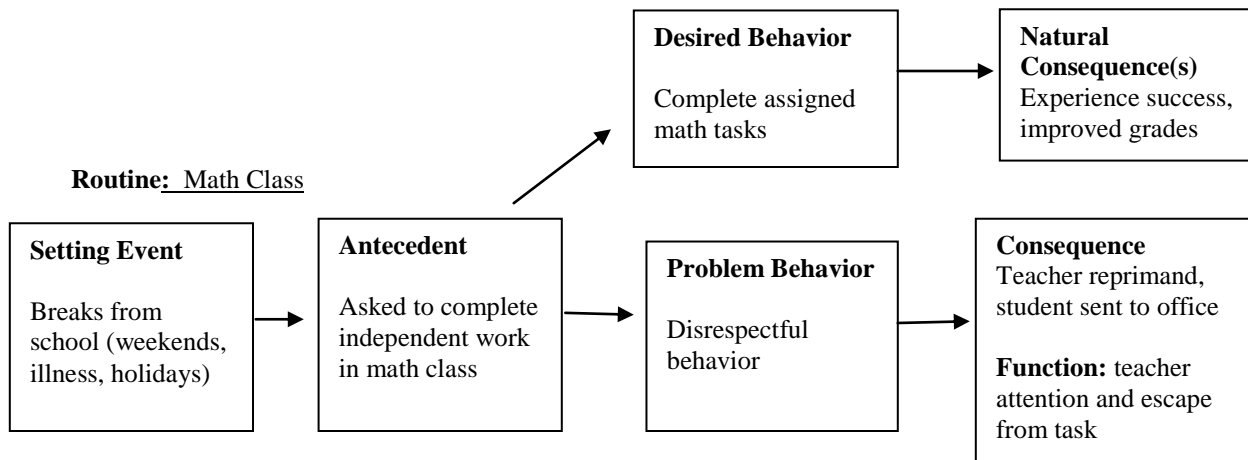 Desired Behavior
Complete assigned
math tasks
Natural
Consequence(s)
Experience success,
improved grades
Routine: Math Class
Setting Event
Breaks from
school (weekends,
illness, holidays)
Antecedent
Asked to complete
independent work
in math class
Problem Behavior
Disrespectful
behavior
Consequence
Teacher reprimand,
student sent to office
Function: teacher
attention and escape
from task